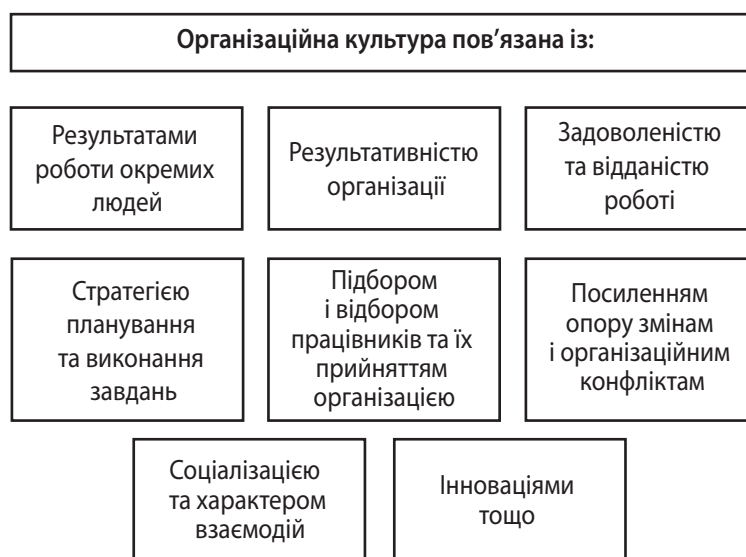 Організаційна культура пов’язана із:
Результатами
роботи окремих
людей
Результативністю
організації
Задоволеністю
та відданістю
роботі
Стратегією
планування
та виконання
завдань
Підбором
і відбором
працівників та їх
прийняттям
організацією
Посиленням
опору змінам
і організаційним
конфліктам
Соціалізацією
та характером
взаємодій
Інноваціями
тощо